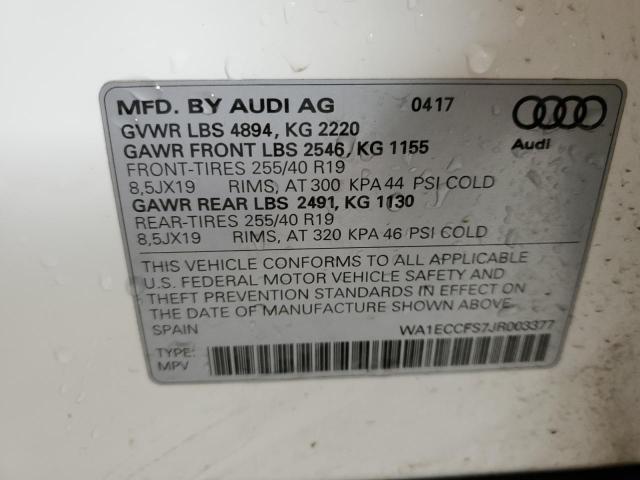 MFD. BY AUDI AG 0417
GVWR LBS 4894, KG 2220
GAWR FRONT LBS 2546, KG 1155
FRONT-TIRES 255/40 R19
8,5JX19 RIMS, AT 300 KPA 44 PSI COLD
GAWR REAR LBS 2491, KG 1130
REAR-TIRES 255/40 R19
8,5JX19 RIMS, AT 320 KPA 46 PSI COLD
Audi
THIS VEHICLE CONFORMS TO ALL APPLICABLE
U.S. FEDERAL MOTOR VEHICLE SAFETY AND
THEFT PREVENTION STANDARDS IN EFFECT ON
THE DATE OF MANUFACTURE SHOWN ABOVE.
SPAIN WA1ECCFS7JR003377
TYPE:
MPV